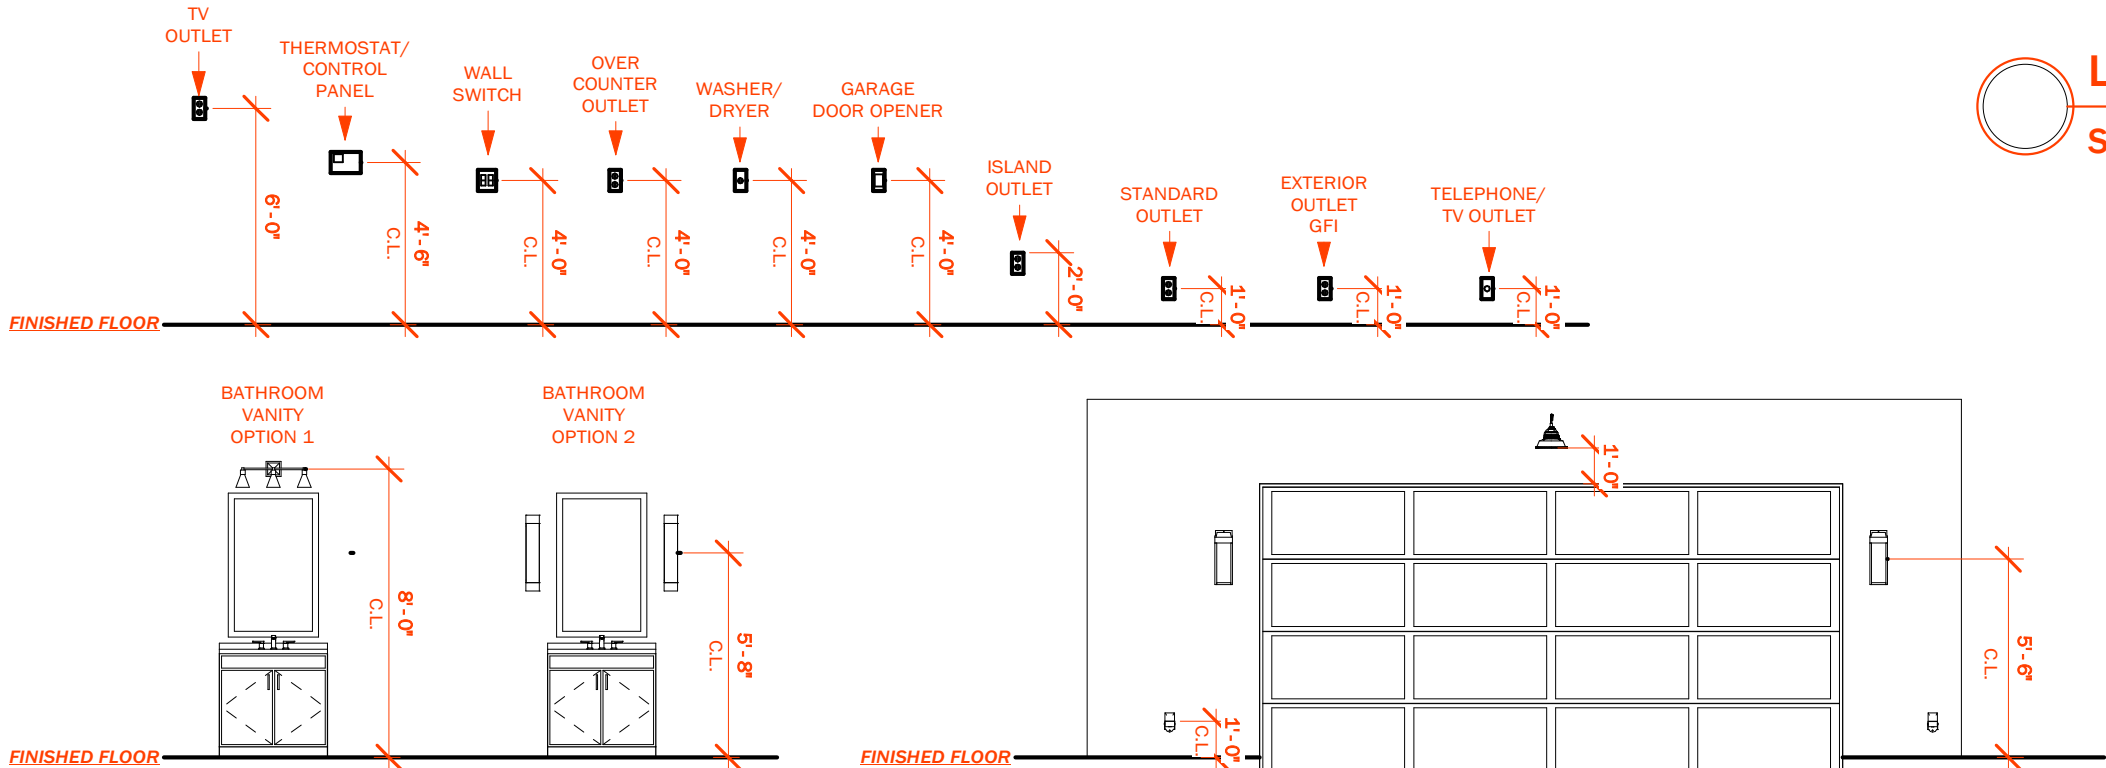 TV
OUTLET
THERMOSTAT/
CONTROL
PANEL
WALL
SWITCH
OVER
COUNTER
OUTLET
WASHER/
DRYER
GARAGE
DOOR OPENER
ISLAND
OUTLET
STANDARD
OUTLET
EXTERIOR
OUTLET
GFI
TELEPHONE/
TV OUTLET
L
S
6'-0"
4'-6"
C.L.
4'-0"
C.L.
4'-0"
C.L.
4'-0"
C.L.
4'-0"
C.L.
2'-0"
1'-0"
C.L.
1'-0"
C.L.
1'-0"
C.L.
FINISHED FLOOR
BATHROOM
VANITY
OPTION 1
BATHROOM
VANITY
OPTION 2
8'-0"
C.L.
5'-8"
C.L.
1'-0"
5'-6"
C.L.
1'-0"
C.L.
FINISHED FLOOR
FINISHED FLOOR